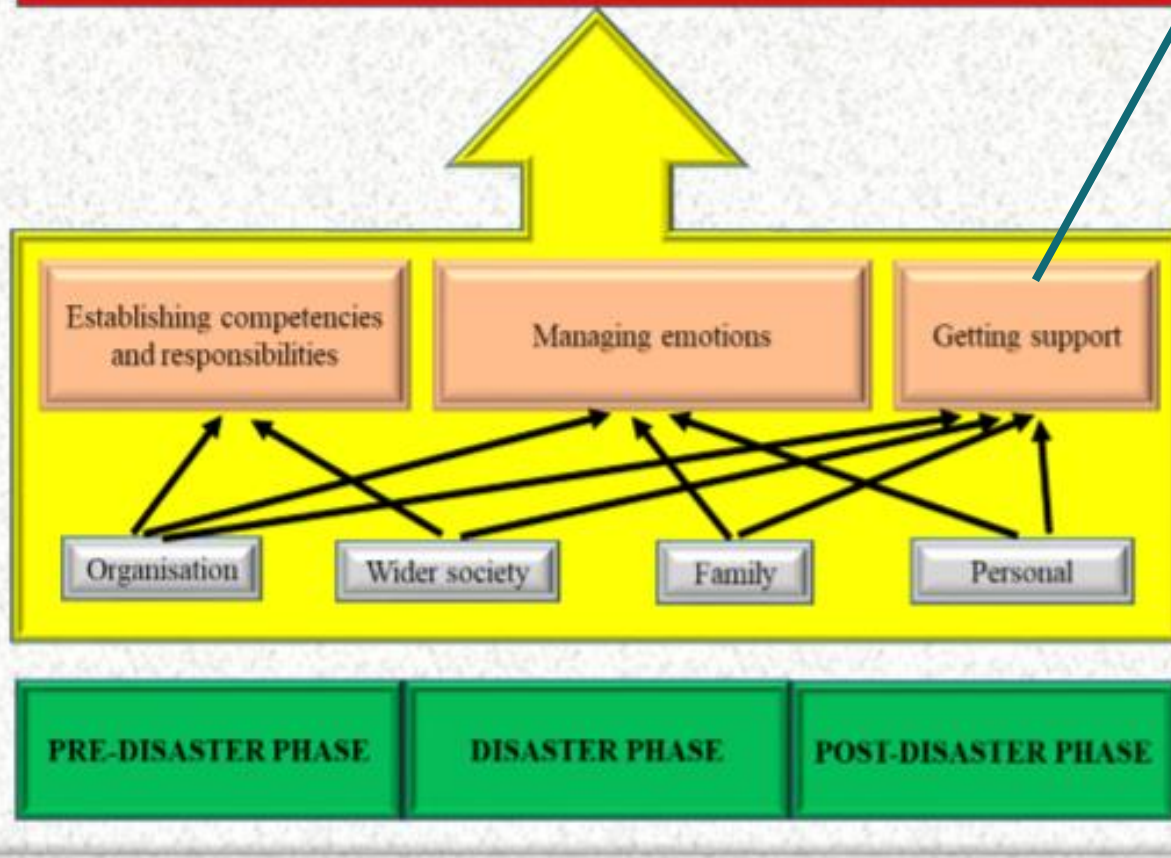 Establishing competencies
and responsibilities
Managing emotions
Getting support
Organisation
Wider society
Family
Personal
PRE-DISASTER PHASE
DISASTER PHASE
POST-DISASTER PHASE